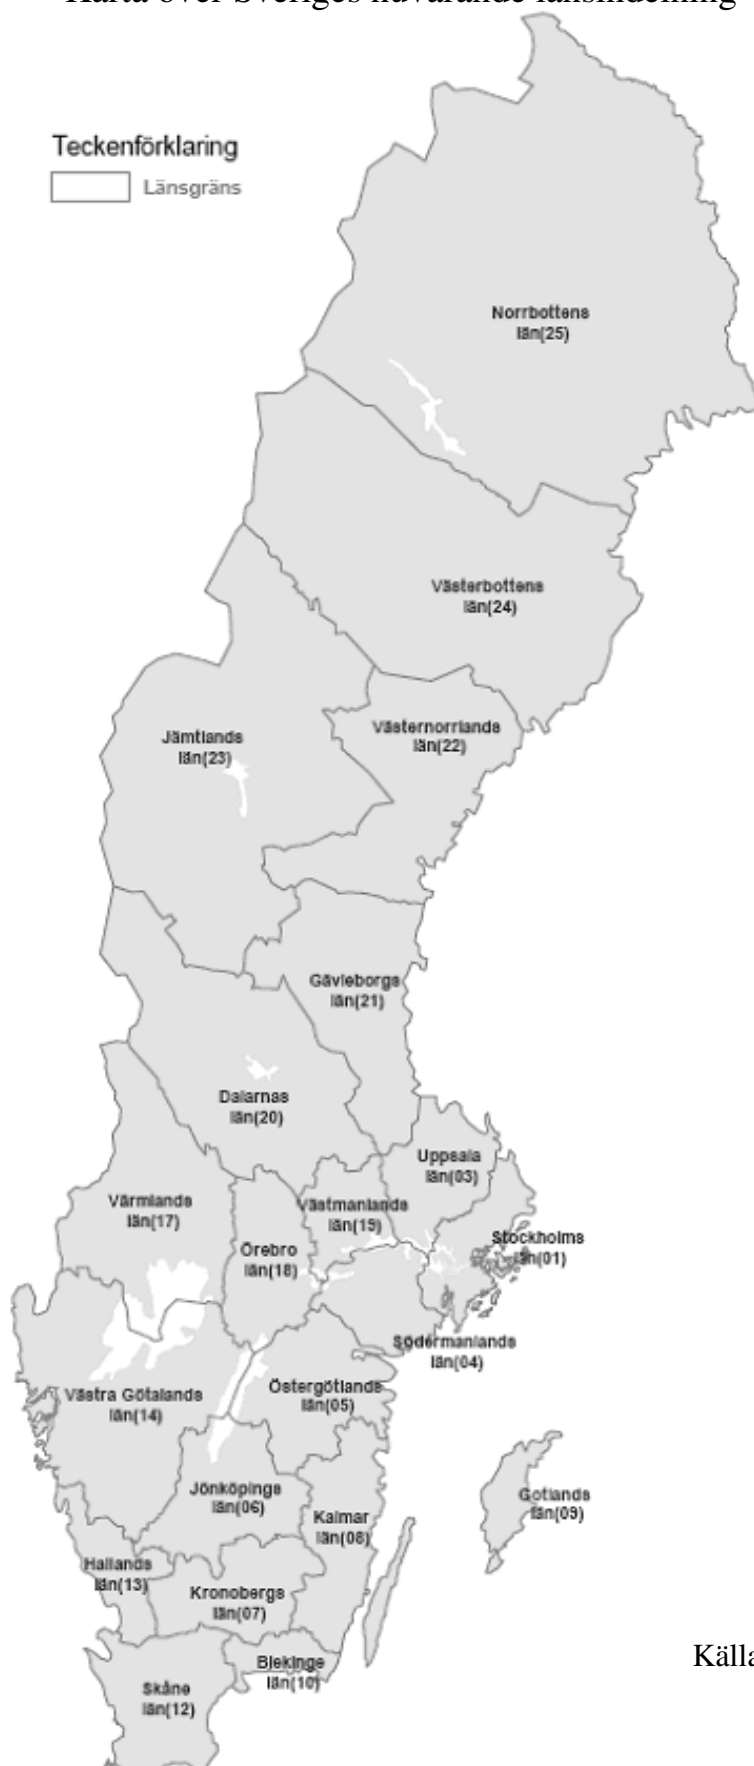 Karta över Sveriges nuvarande länsindelning
Teckenförklaring
Länsgräns
Norrbottens
län(25)
Västerbottens
län(24)
Västernorrlands
län(22)
Jämtlands
län(23)
Gävleborgs
län(21)
Dalarnas
län(20)
Uppsala
län(03)
Värmlands
län(17)
Västmanlands
län(19)
Örebro
län(18)
Stockholms
län(01)
Södermanlands
län(04)
Västra Götalands
län(14)
Östergötlands
län(05)
Jönköpings
län(06)
Kalmar
län(08)
Gotlands
län(09)
Hallands
län(13)
Kronobergs
län(07)
Blekinge
län(10)
Skåne
län(12)
Källa